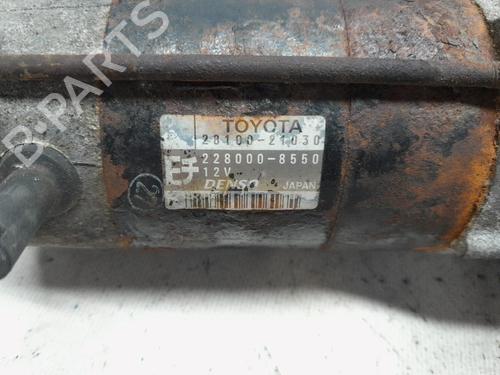 B-PARTS
TOYOTA
28100-21030
228000-8550
12V
DENSO JAPAN